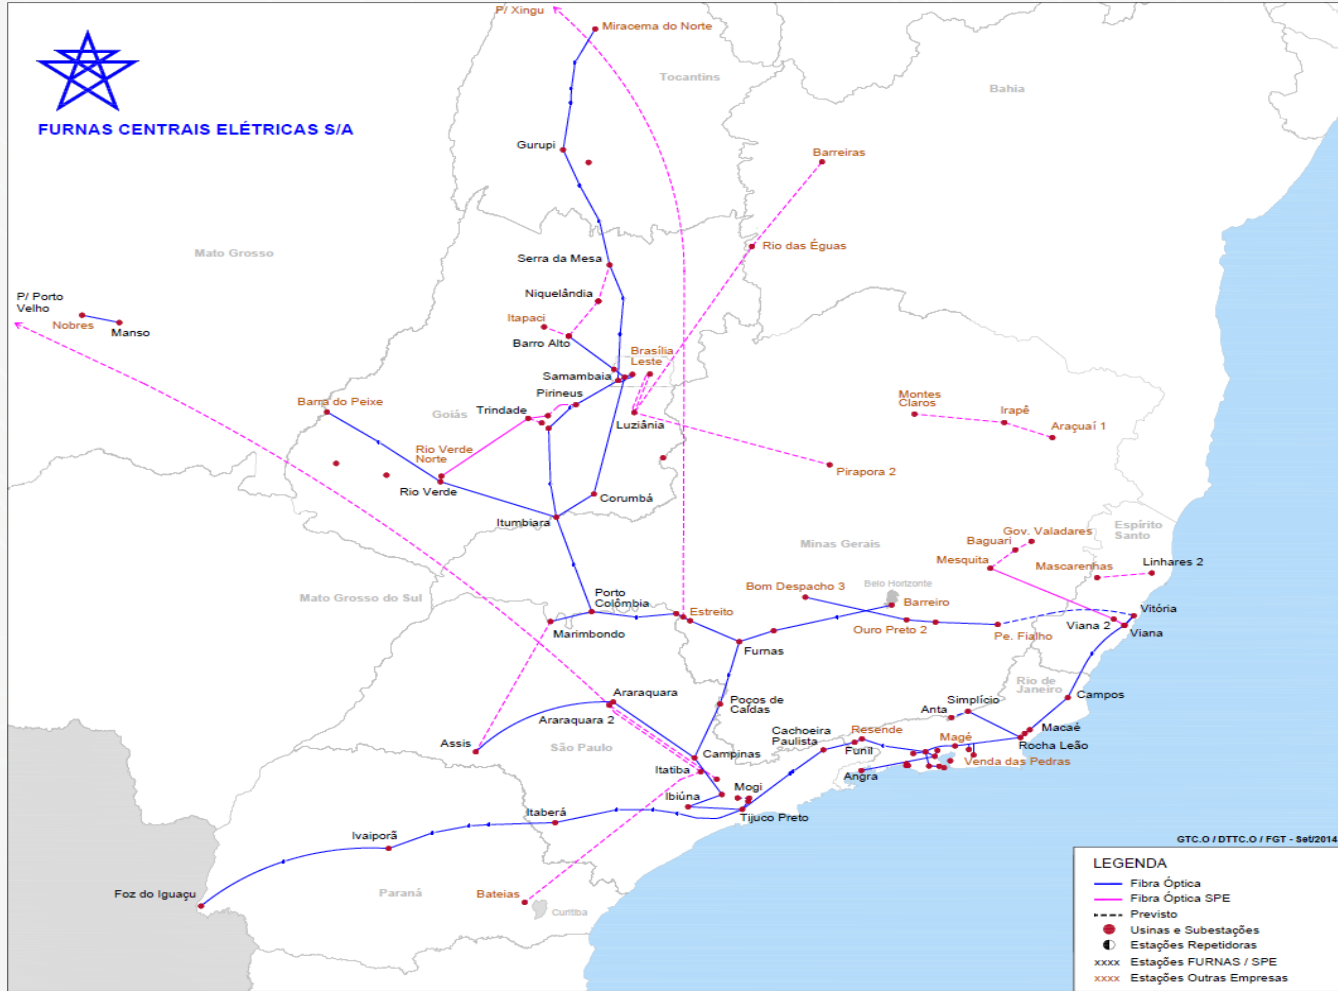 P/ Xingu
Miracema do Norte
FURNAS CENTRAIS ELÉTRICAS S/A
Tocantins
Bahia
Gurupi
Barreiras
Mato Grosso
Rio das Éguas
Serra da Mesa
P/ Porto
Velho
Nobres
Manso
Niquelândia
Itapaci
Barro Alto
Brasília
Leste
Samambaia
Pirineus
Barra do Peixe
Goiás
Trindade
Luziânia
Montes
Claros
Irapê
Araçuaí 1
Rio Verde
Norte
Rio Verde
Pirapora 2
Corumbá
Itumbiara
Minas Gerais
Gov. Valadares
Baguari
Mesquita
Espírito
Santo
Mascarenhas
Linhares 2
Mato Grosso do Sul
Porto
Colômbia
Bom Despacho 3
Belo Horizonte
Barreiro
Estreito
Marimbondo
Ouro Preto 2
Pe. Fialho
Vitória
Viana 2
Viana
Furnas
Rio de
Janeiro
Araraquara
Araraquara 2
Poços de
Caldas
Simplício
Anta
Campos
Assis
São Paulo
Cachoeira
Paulista
Resende
Funil
Magé
Macaé
Rocha Leão
Campinas
Itatiba
Venda das Pedras
Angra
Mogi
Ibiúna
Tijuco Preto
Itaberá
Ivaiporã
Foz do Iguaçu
Paraná
Bateias
Curitiba
GTC.O / DTTC.O / FGT - Set/2014
LEGENDA
Fibra Óptica
Fibra Óptica SPE
Previsto
Usinas e Subestações
Estações Repetidoras
xxxx Estações FURNAS / SPE
xxxx Estações Outras Empresas